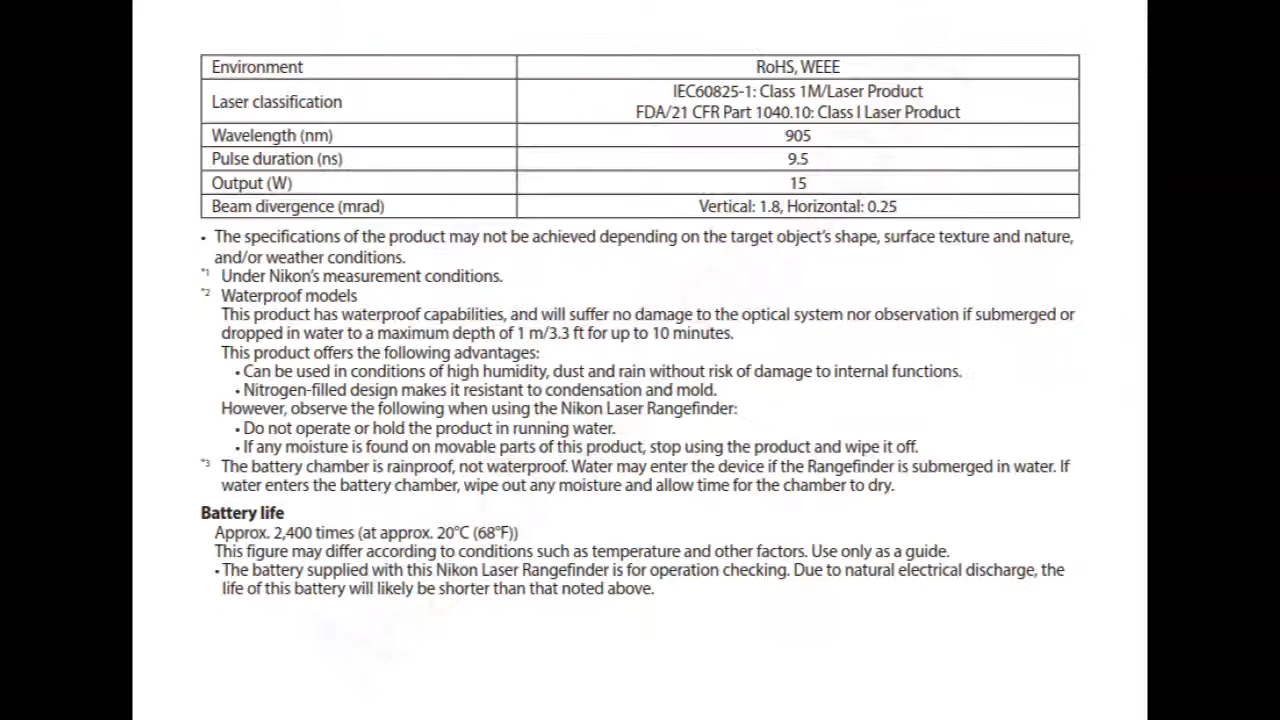 Environment RoHS, WEEE
Laser classification IEC60825-1: Class 1M/Laser Product
FDA/21 CFR Part 1040.10: Class I Laser Product
Wavelength (nm) 905
Pulse duration (ns) 9.5
Output (W) 15
Beam divergence (mrad) Vertical: 1.8, Horizontal: 0.25
• The specifications of the product may not be achieved depending on the target object's shape, surface texture and nature,
and/or weather conditions.
*1 Under Nikon's measurement conditions.
*2 Waterproof models
This product has waterproof capabilities, and will suffer no damage to the optical system nor observation if submerged or
dropped in water to a maximum depth of 1 m/3.3 ft for up to 10 minutes.
This product offers the following advantages:
• Can be used in conditions of high humidity, dust and rain without risk of damage to internal functions.
• Nitrogen-filled design makes it resistant to condensation and mold.
However, observe the following when using the Nikon Laser Rangefinder:
• Do not operate or hold the product in running water.
• If any moisture is found on movable parts of this product, stop using the product and wipe it off.
*3 The battery chamber is rainproof, not waterproof. Water may enter the device if the Rangefinder is submerged in water. If
water enters the battery chamber, wipe out any moisture and allow time for the chamber to dry.
Battery life
Approx. 2,400 times (at approx. 20°C (68°F))
This figure may differ according to conditions such as temperature and other factors. Use only as a guide.
• The battery supplied with this Nikon Laser Rangefinder is for operation checking. Due to natural electrical discharge, the
life of this battery will likely be shorter than that noted above.